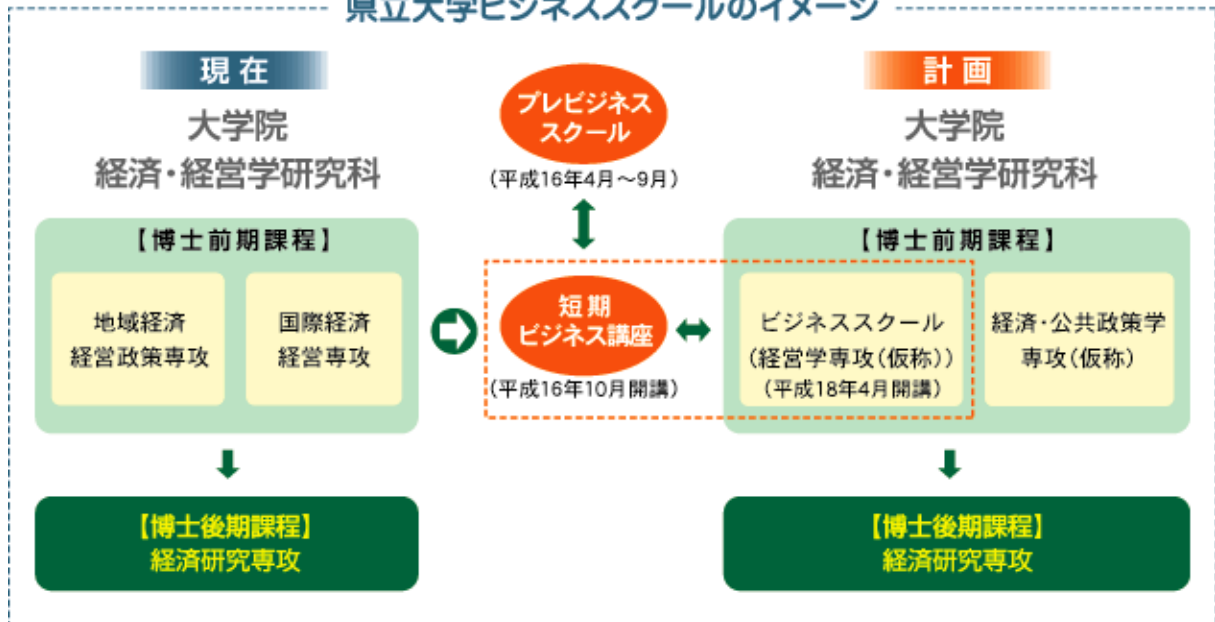 県立大学ビジネススクールのイメージ
現在
大学院
経済・経営学研究科
【博士前期課程】
地域経済
経営政策専攻
国際経済
経営専攻
【博士後期課程】
経済研究専攻
プレビジネス
スクール
(平成16年4月～9月)
短期
ビジネス講座
(平成16年10月開講)
計画
大学院
経済・経営学研究科
【博士前期課程】
ビジネススクール
(経営学専攻(仮称))
(平成18年4月開講)
経済・公共政策学
専攻(仮称)
【博士後期課程】
経済研究専攻